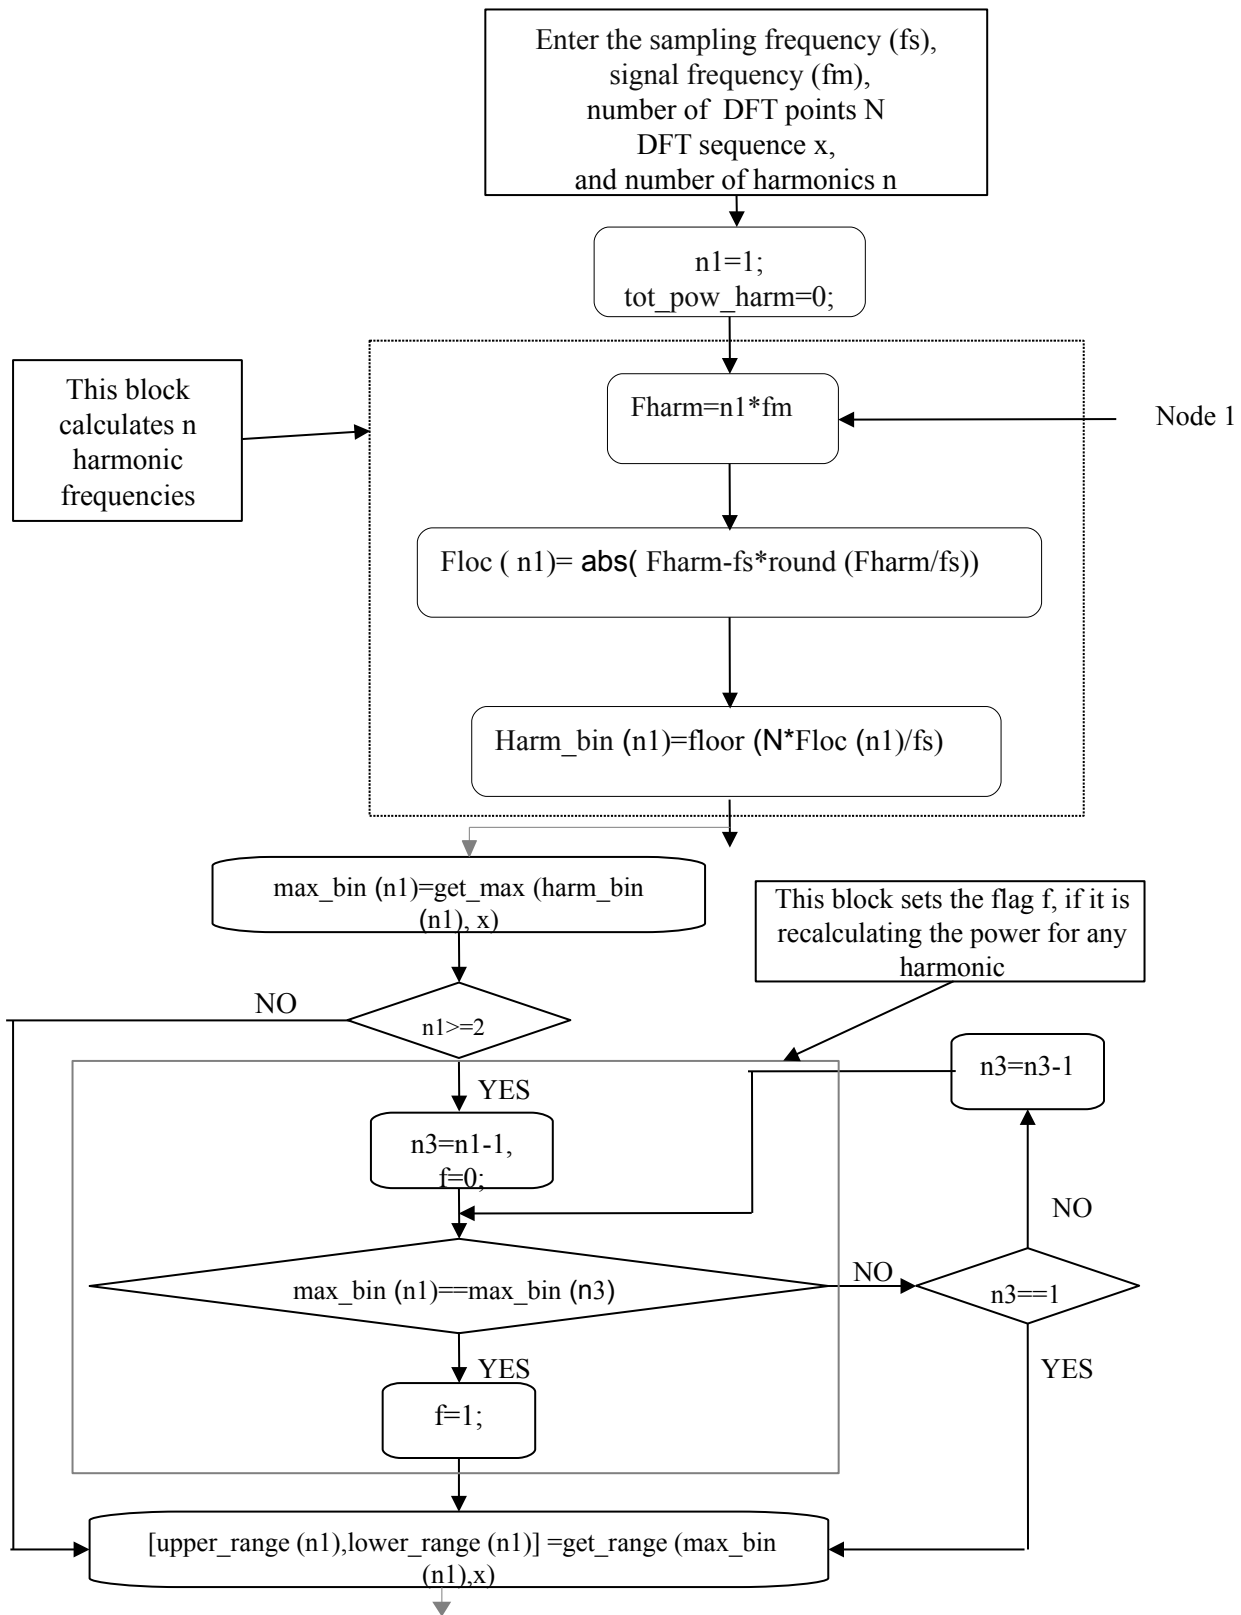 Enter the sampling frequency (fs),
signal frequency (fm),
number of  DFT points N
DFT sequence x,
and number of harmonics n
n1=1;
tot_pow_harm=0;
This block
calculates n
harmonic
frequencies
Fharm=n1*fm
Node 1
Floc ( n1)= abs( Fharm-fs*round (Fharm/fs))
Harm_bin (n1)=floor (N*Floc (n1)/fs)
max_bin (n1)=get_max (harm_bin
(n1), x)
This block sets the flag f, if it is
recalculating the power for any
harmonic
NO
n1>=2
YES
n3=n3-1
n3=n1-1,
f=0;
NO
max_bin (n1)==max_bin (n3)
NO
n3==1
YES
YES
f=1;
[upper_range (n1),lower_range (n1)] =get_range (max_bin
(n1),x)